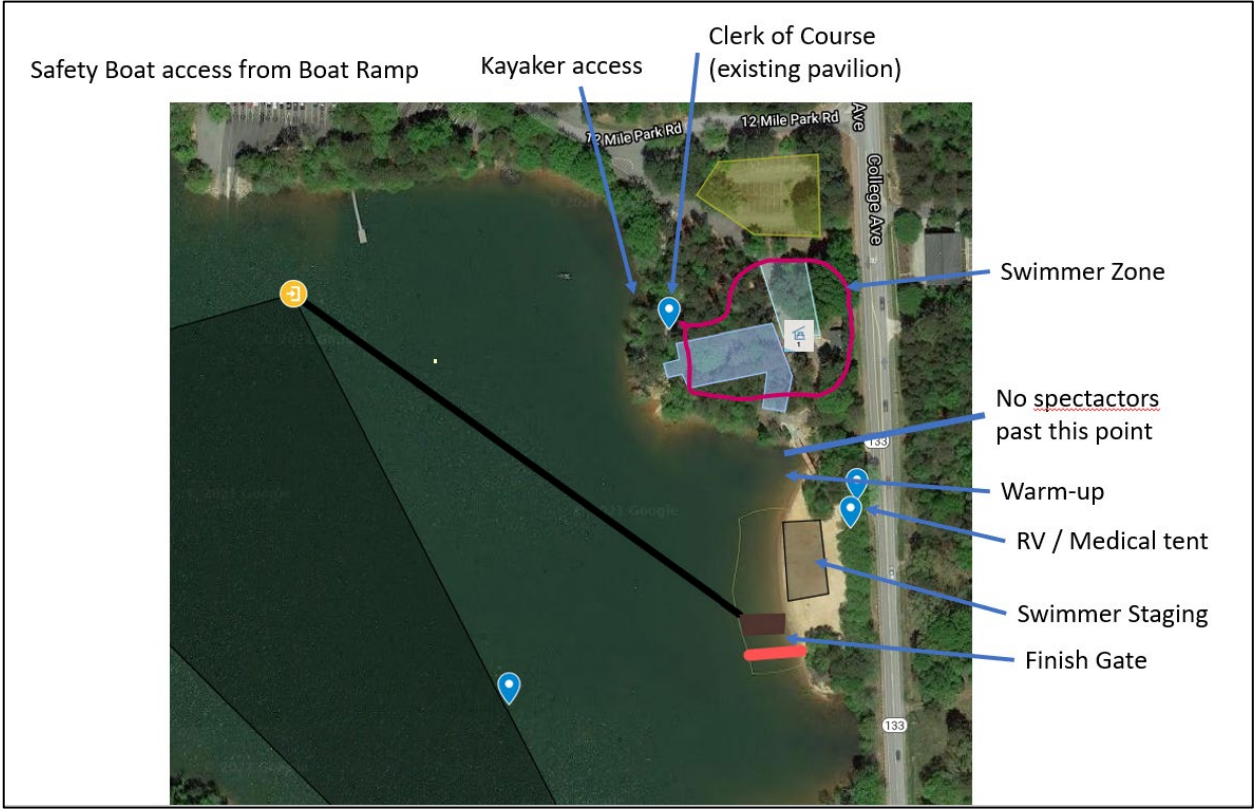 Clerk of Course
(existing pavilion)
Safety Boat access from Boat Ramp
Kayaker access
12 Mile Park Rd
12 Mile Park Rd
Ave
College Ave
Swimmer Zone
1
No spectactors
past this point
133
Warm-up
RV / Medical tent
Swimmer Staging
Finish Gate
133